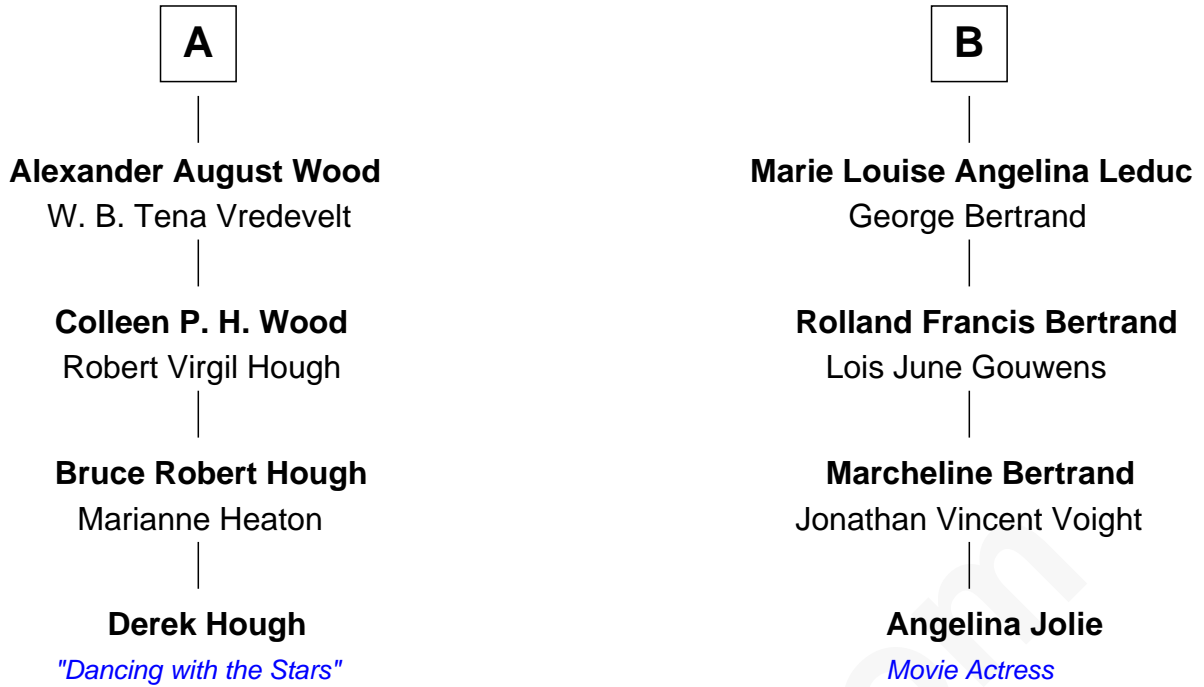 A
B
Alexander August Wood
W. B. Tena Vredevelt
Marie Louise Angelina Leduc
George Bertrand
Colleen P. H. Wood
Robert Virgil Hough
Rolland Francis Bertrand
Lois June Gouwens
Bruce Robert Hough
Marianne Heaton
Marcheline Bertrand
Jonathan Vincent Voight
Derek Hough
"Dancing with the Stars"
Angelina Jolie
Movie Actress